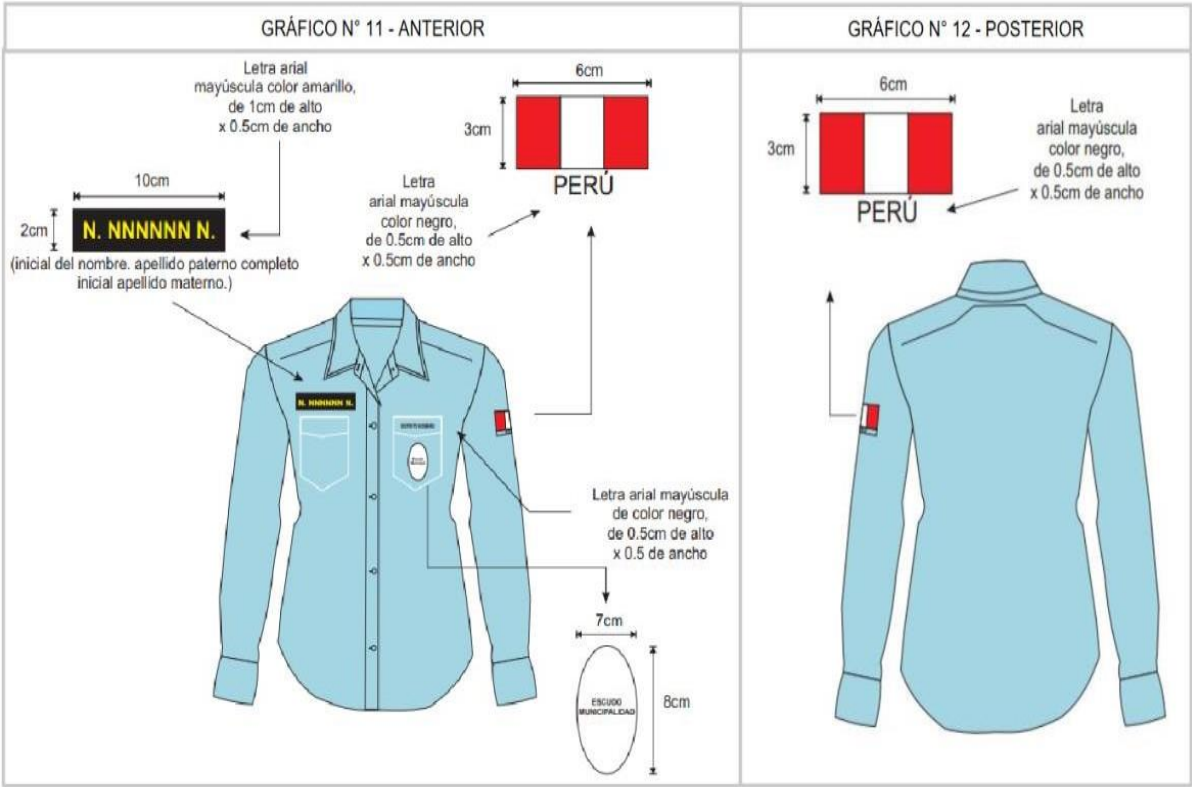 GRÁFICO N° 11 - ANTERIOR
Letra arial
mayúscula color amarillo,
de 1cm de alto
x 0.5cm de ancho
10cm
2cm
N. NNNNNN N.
(inicial del nombre. apellido paterno completo
inicial apellido materno.)
6cm
3cm
PERÚ
Letra
arial mayúscula
color negro,
de 0.5cm de alto
x 0.5cm de ancho
N. NNNNNN N.
Letra arial mayúscula
de color negro,
de 0.5cm de alto
x 0.5 de ancho
7cm
8cm
ESCUDO
MUNICIPALIDAD
GRÁFICO N° 12 - POSTERIOR
6cm
3cm
PERÚ
Letra
arial mayúscula
color negro,
de 0.5cm de alto
x 0.5cm de ancho